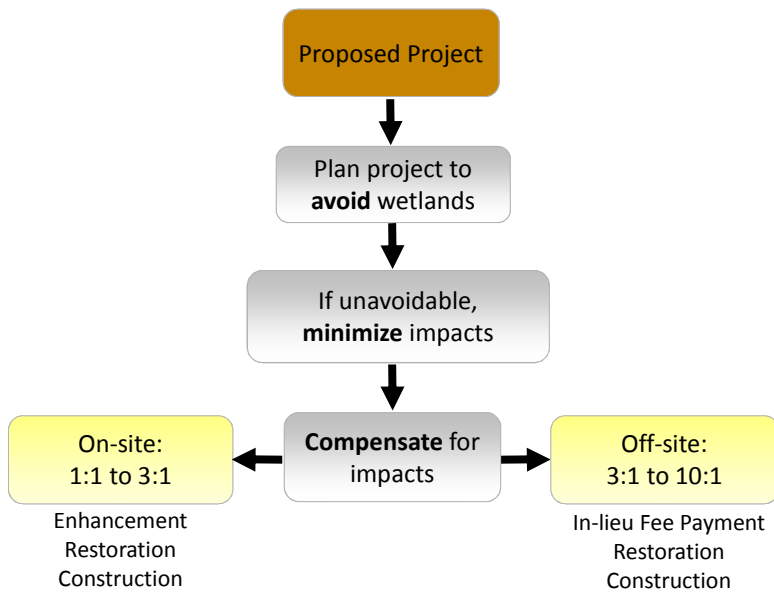 Proposed Project
Plan project to
avoid wetlands
If unavoidable,
minimize impacts
Compensate for
impacts
On-site:
1:1 to 3:1
Enhancement
Restoration
Construction
Off-site:
3:1 to 10:1
In-lieu Fee Payment
Restoration
Construction